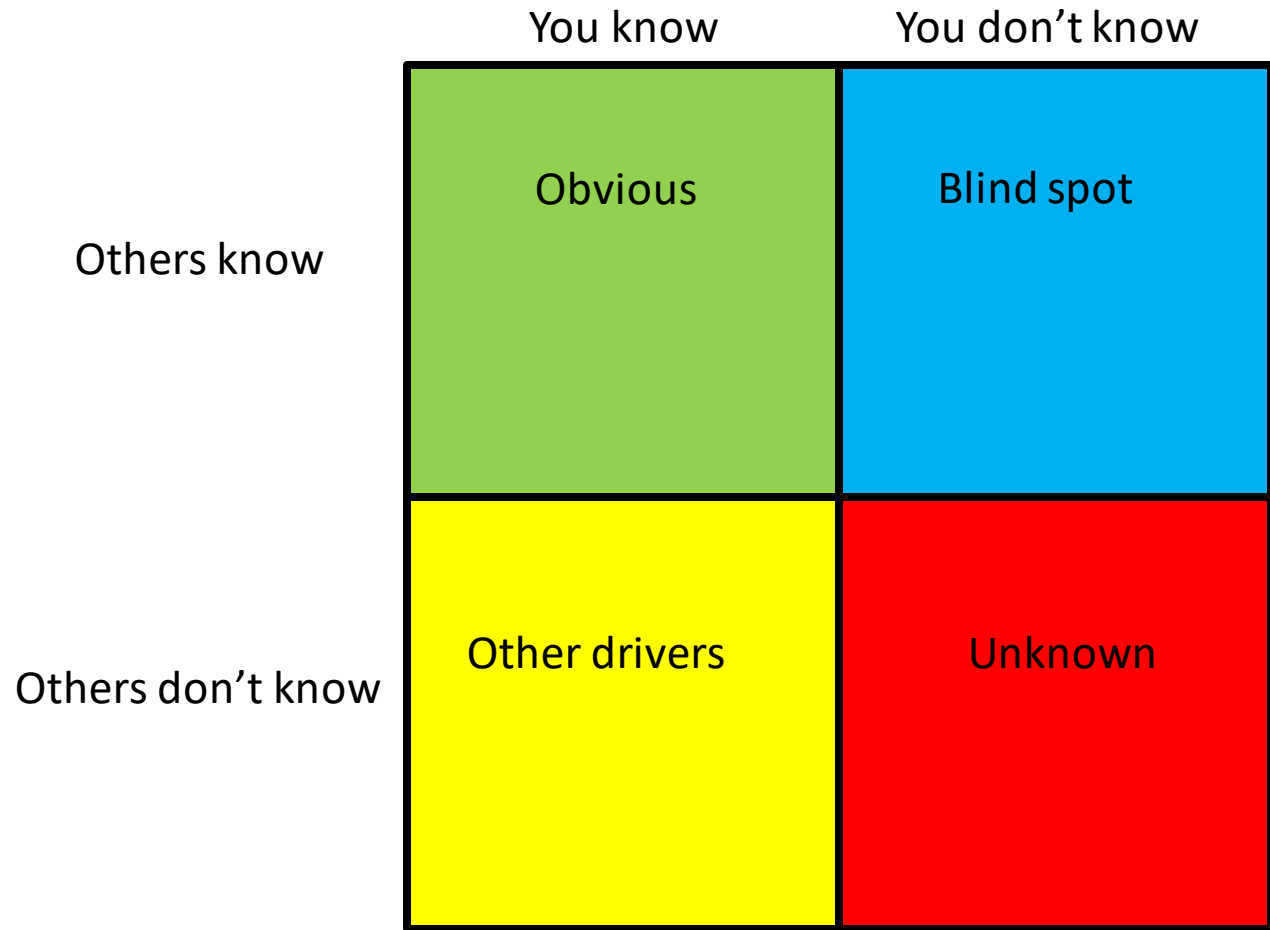 You know
You don’t know
Obvious
Blind spot
Others know
Other drivers
Unknown
Others don’t know